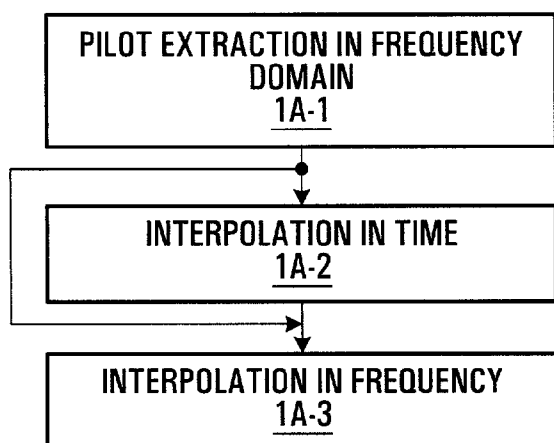 PILOT EXTRACTION IN FREQUENCY
DOMAIN
1A-1
INTERPOLATION IN TIME
1A-2
INTERPOLATION IN FREQUENCY
1A-3